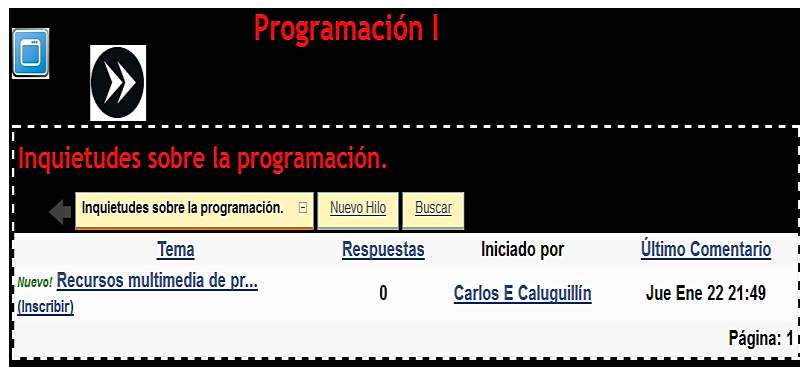 Programación I
Inquietudes sobre la programación.
Inquietudes sobre la programación. Nuevo Hilo Buscar
Tema Respuestas Iniciado por Último Comentario
Nuevo! Recursos multimedia de pr... 0 Carlos E Caluguillín Jue Ene 22 21:49
(Inscribir)
Página: 1